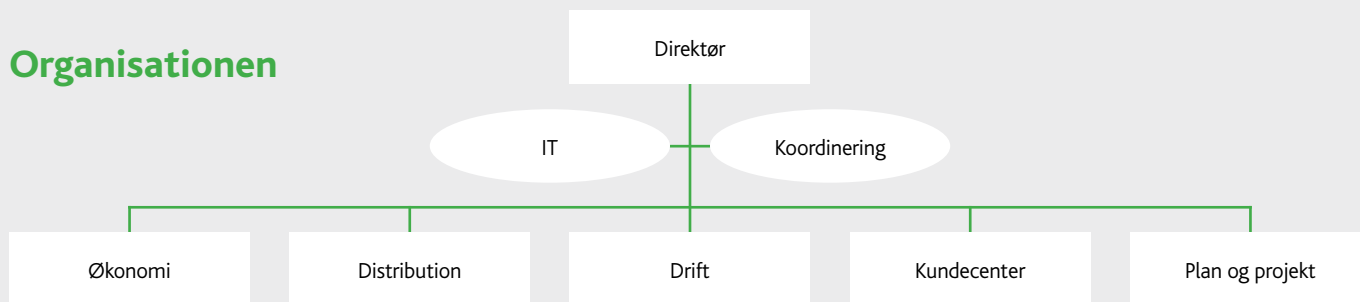 Organisationen
Direktør
IT
Koordinering
Økonomi
Distribution
Drift
Kundecenter
Plan og projekt